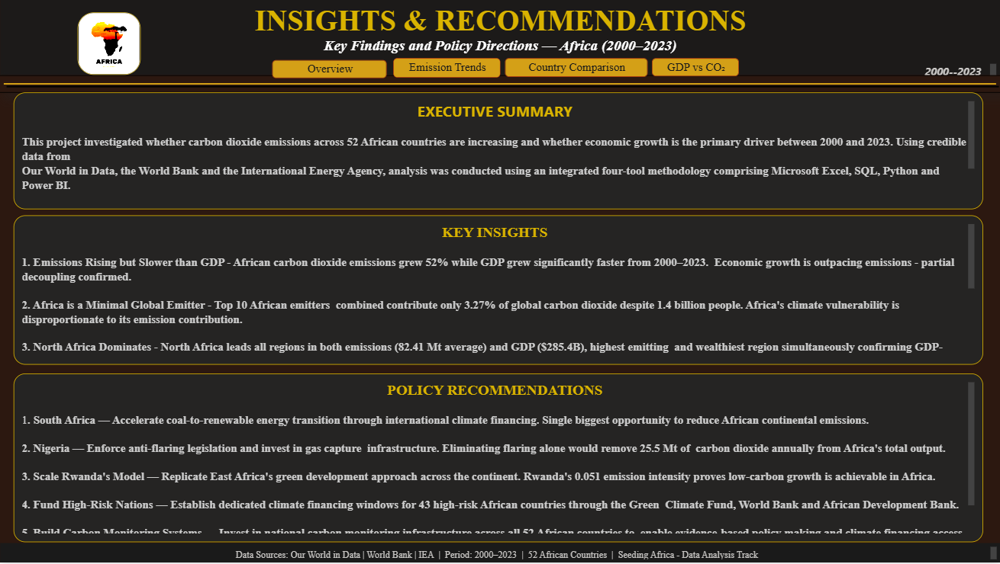 INSIGHTS & RECOMMENDATIONS
Key Findings and Policy Directions — Africa (2000–2023)
AFRICA
Overview
Emission Trends
Country Comparison
GDP vs CO₂
2000--2023
EXECUTIVE SUMMARY
This project investigated whether carbon dioxide emissions across 52 African countries are increasing and whether economic growth is the primary driver between 2000 and 2023. Using credible
data from
Our World in Data, the World Bank and the International Energy Agency, analysis was conducted using an integrated four-tool methodology comprising Microsoft Excel, SQL, Python and
Power BI.
KEY INSIGHTS
1. Emissions Rising but Slower than GDP - African carbon dioxide emissions grew 52% while GDP grew significantly faster from 2000–2023.  Economic growth is outpacing emissions - partial
decoupling confirmed.
2. Africa is a Minimal Global Emitter - Top 10 African emitters  combined contribute only 3.27% of global carbon dioxide despite 1.4 billion people. Africa's climate vulnerability is
disproportionate to its emission contribution.
3. North Africa Dominates - North Africa leads all regions in both emissions (82.41 Mt average) and GDP ($285.4B), highest emitting  and wealthiest region simultaneously confirming GDP-
POLICY RECOMMENDATIONS
1. South Africa — Accelerate coal-to-renewable energy transition through international climate financing. Single biggest opportunity to reduce African continental emissions.
2. Nigeria — Enforce anti-flaring legislation and invest in gas capture  infrastructure. Eliminating flaring alone would remove 25.5 Mt of  carbon dioxide annually from Africa's total output.
3. Scale Rwanda's Model — Replicate East Africa's green development approach across the continent. Rwanda's 0.051 emission intensity proves low-carbon growth is achievable in Africa.
4. Fund High-Risk Nations — Establish dedicated climate financing windows for 43 high-risk African countries through the Green  Climate Fund, World Bank and African Development Bank.
5. Build Carbon Monitoring Systems — Invest in national carbon monitoring infrastructure across all 52 African countries to  enable evidence-based policy making and climate financing access.
Data Sources: Our World in Data | World Bank | IEA  |  Period: 2000–2023  |  52 African Countries  |  Seeding Africa - Data Analysis Track